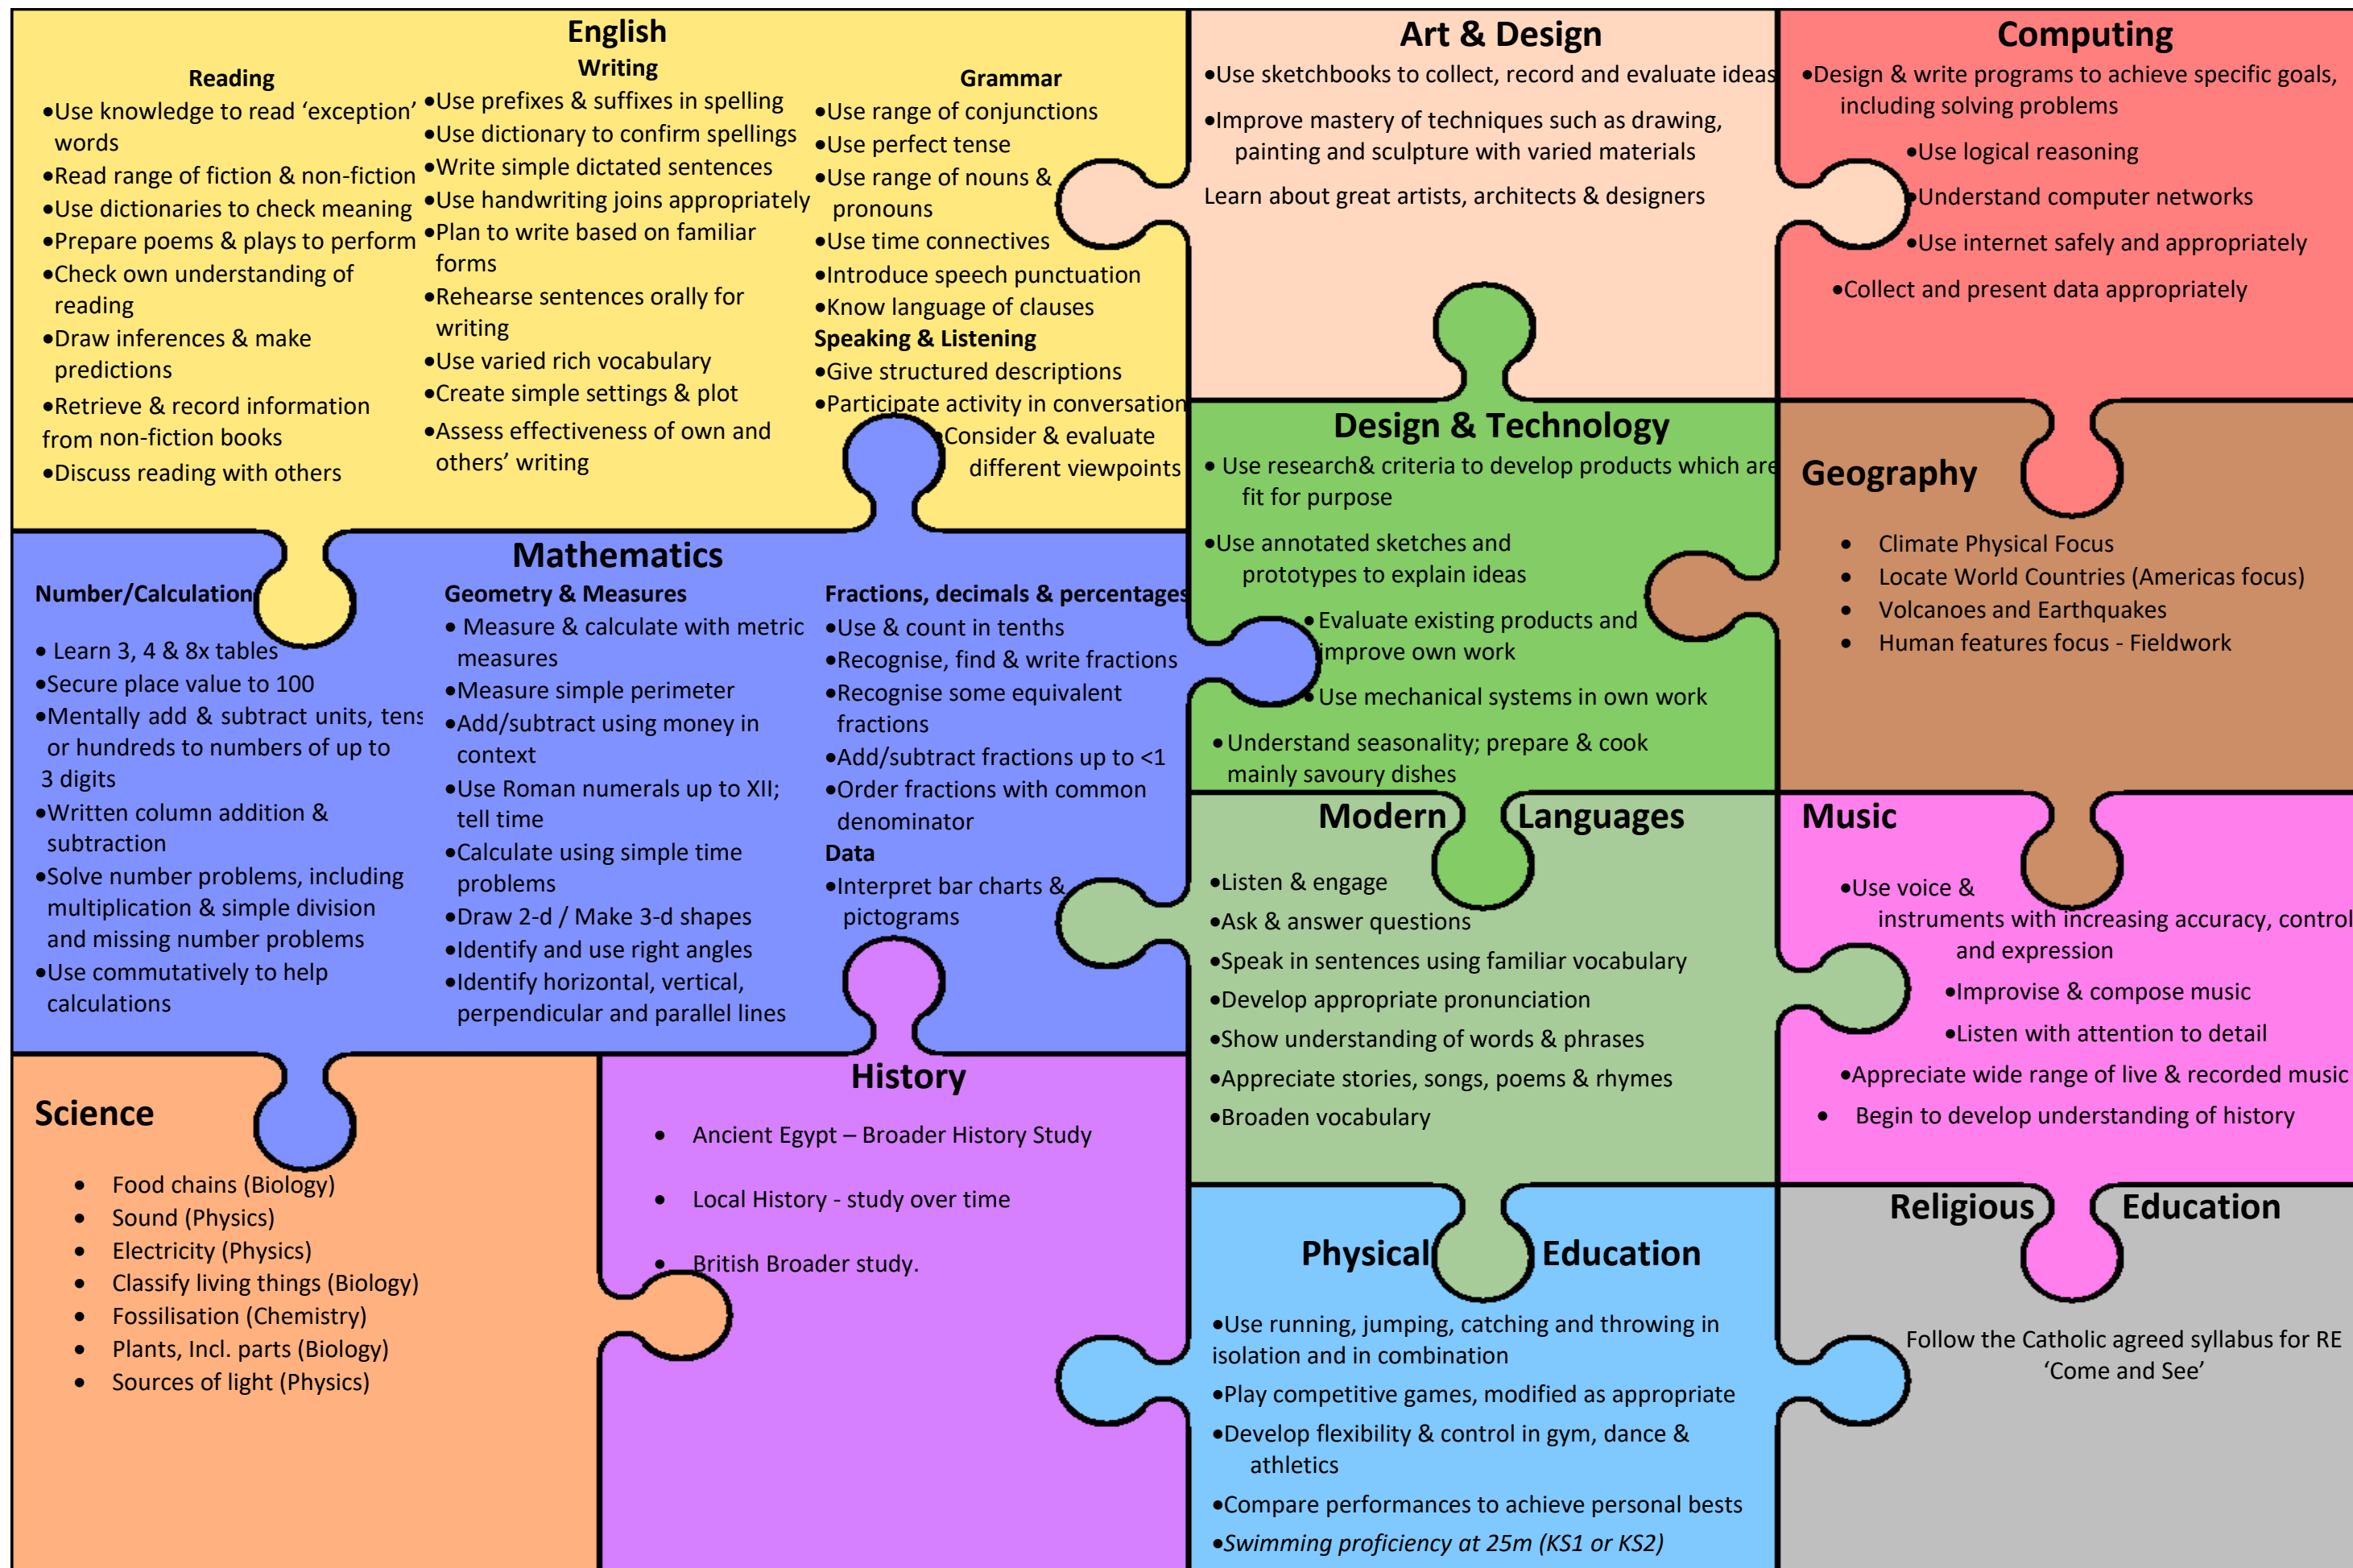 English
Reading
•Use knowledge to read ‘exception’
words
•Read range of fiction & non-fiction
•Use dictionaries to check meaning
•Prepare poems & plays to perform
•Check own understanding of
reading
•Draw inferences & make
predictions
•Retrieve & record information
from non-fiction books
•Discuss reading with others
Writing
•Use prefixes & suffixes in spelling
•Use dictionary to confirm spellings
•Write simple dictated sentences
•Use handwriting joins appropriately
•Plan to write based on familiar
forms
•Rehearse sentences orally for
writing
•Use varied rich vocabulary
•Create simple settings & plot
•Assess effectiveness of own and
others’ writing
Grammar
•Use range of conjunctions
•Use perfect tense
•Use range of nouns &
pronouns
•Use time connectives
•Introduce speech punctuation
•Know language of clauses
Speaking & Listening
•Give structured descriptions
•Participate activity in conversation
•Consider & evaluate
different viewpoints
Art & Design
•Use sketchbooks to collect, record and evaluate ideas
•Improve mastery of techniques such as drawing,
painting and sculpture with varied materials
Learn about great artists, architects & designers
Computing
•Design & write programs to achieve specific goals,
including solving problems
•Use logical reasoning
•Understand computer networks
•Use internet safely and appropriately
•Collect and present data appropriately
Design & Technology
• Use research& criteria to develop products which are
fit for purpose
•Use annotated sketches and
prototypes to explain ideas
•Evaluate existing products and
improve own work
•Use mechanical systems in own work
•Understand seasonality; prepare & cook
mainly savoury dishes
Geography
• Climate Physical Focus
• Locate World Countries (Americas focus)
• Volcanoes and Earthquakes
• Human features focus - Fieldwork
Mathematics
Number/Calculation
• Learn 3, 4 & 8x tables
•Secure place value to 100
•Mentally add & subtract units, tens
or hundreds to numbers of up to
3 digits
•Written column addition &
subtraction
•Solve number problems, including
multiplication & simple division
and missing number problems
•Use commutatively to help
calculations
Geometry & Measures
• Measure & calculate with metric
measures
•Measure simple perimeter
•Add/subtract using money in
context
•Use Roman numerals up to XII;
tell time
•Calculate using simple time
problems
•Draw 2-d / Make 3-d shapes
•Identify and use right angles
•Identify horizontal, vertical,
perpendicular and parallel lines
Fractions, decimals & percentages
•Use & count in tenths
•Recognise, find & write fractions
•Recognise some equivalent
fractions
•Add/subtract fractions up to <1
•Order fractions with common
denominator
Data
•Interpret bar charts &
pictograms
Modern Languages
•Listen & engage
•Ask & answer questions
•Speak in sentences using familiar vocabulary
•Develop appropriate pronunciation
•Show understanding of words & phrases
•Appreciate stories, songs, poems & rhymes
•Broaden vocabulary
Music
•Use voice &
instruments with increasing accuracy, control
and expression
•Improvise & compose music
•Listen with attention to detail
•Appreciate wide range of live & recorded music
• Begin to develop understanding of history
Science
• Food chains (Biology)
• Sound (Physics)
• Electricity (Physics)
• Classify living things (Biology)
• Fossilisation (Chemistry)
• Plants, Incl. parts (Biology)
• Sources of light (Physics)
History
• Ancient Egypt – Broader History Study
• Local History - study over time
• British Broader study.
Physical Education
•Use running, jumping, catching and throwing in
isolation and in combination
•Play competitive games, modified as appropriate
•Develop flexibility & control in gym, dance &
athletics
•Compare performances to achieve personal bests
•Swimming proficiency at 25m (KS1 or KS2)
Religious Education
Follow the Catholic agreed syllabus for RE
‘Come and See’